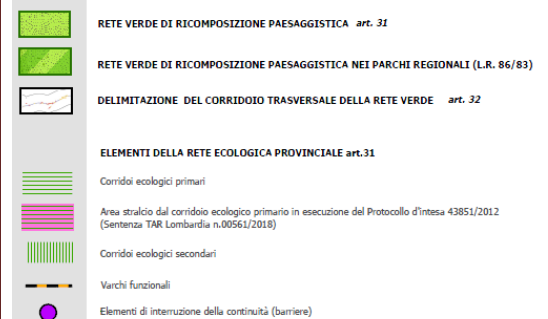 RETE VERDE DI RICOMPOSIZIONE PAESAGGISTICA art. 31
RETE VERDE DI RICOMPOSIZIONE PAESAGGISTICA NEI PARCHI REGIONALI (L.R. 86/83)
DELIMITAZIONE DEL CORRIDOIO TRASVERSALE DELLA RETE VERDE art. 32
ELEMENTI DELLA RETE ECOLOGICA PROVINCIALE art.31
Corridoi ecologici primari
Area stralcio dal corridoio ecologico primario in esecuzione del Protocollo d'intesa 43851/2012
(Sentenza TAR Lombardia n.00561/2018)
Corridoi ecologici secondari
Varchi funzionali
Elementi di interruzione della continuità (barriere)